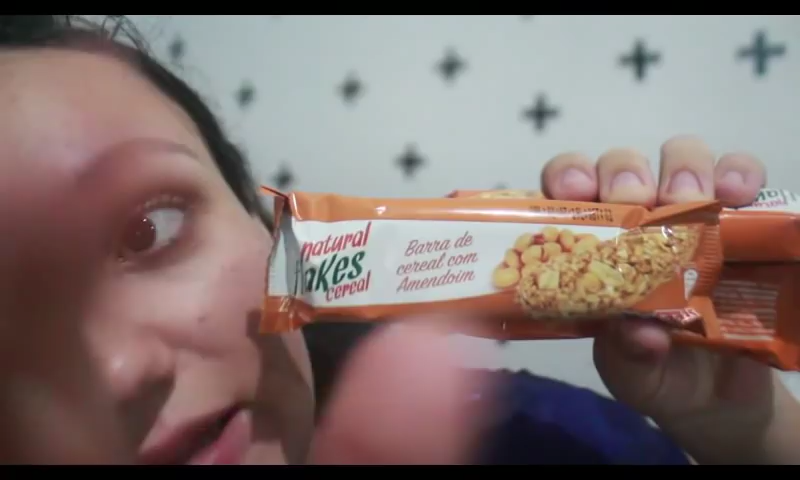 natural
flakes
cereal
Barra de
cereal com
Amendoim